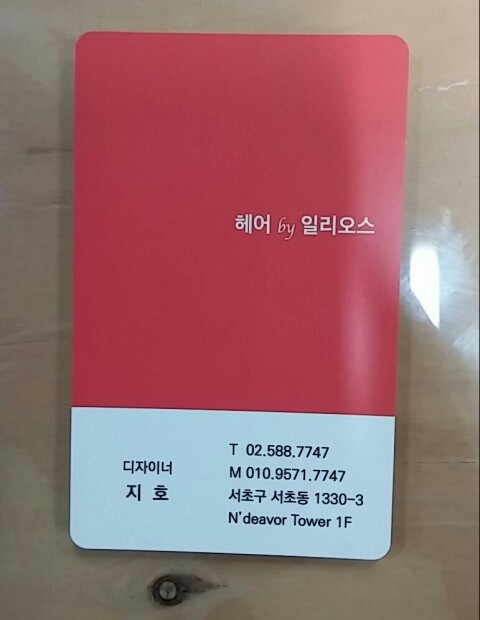 헤어 by 일리오스
디자이너
지 호
T 02.588.7747
M 010.9571.7747
서초구 서초동 1330-3
N'deavor Tower 1F